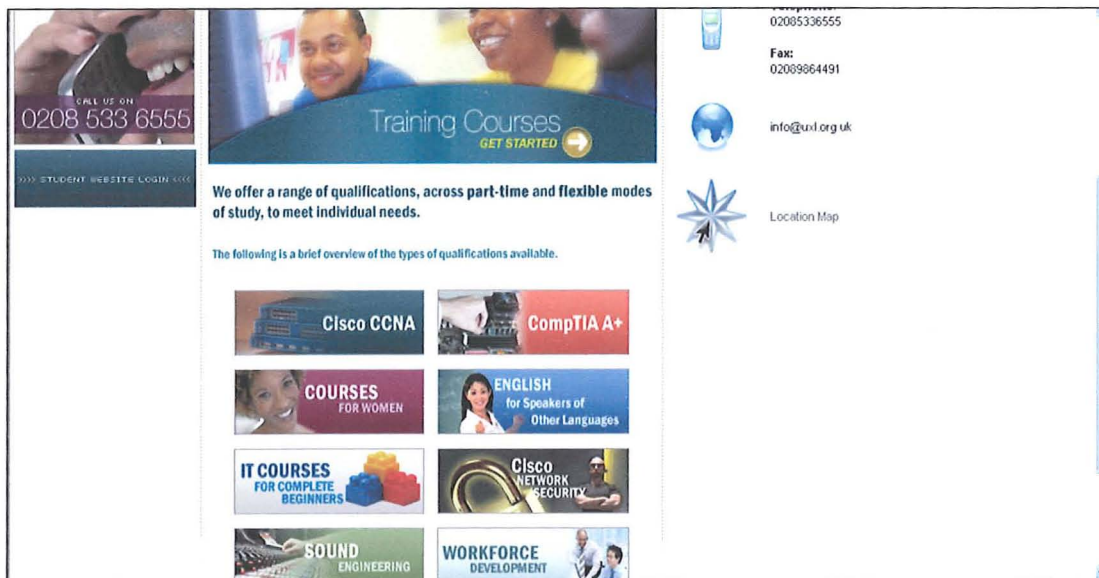 CALL US ON
0208 533 6555
»»» STUDENT WEBSITE LOGIN ««««
Training Courses
GET STARTED
We offer a range of qualifications, across part-time and flexible modes
of study, to meet individual needs.
The following is a brief overview of the types of qualifications available.
Cisco CCNA
CompTIA A+
COURSES
FOR WOMEN
ENGLISH
for Speakers of
Other Languages
IT COURSES
FOR COMPLETE
BEGINNERS
Cisco
NETWORK
SECURITY
SOUND
ENGINEERING
WORKFORCE
DEVELOPMENT
Telephone:
02085336555
Fax:
02089864491
info@uxl.org.uk
Location Map